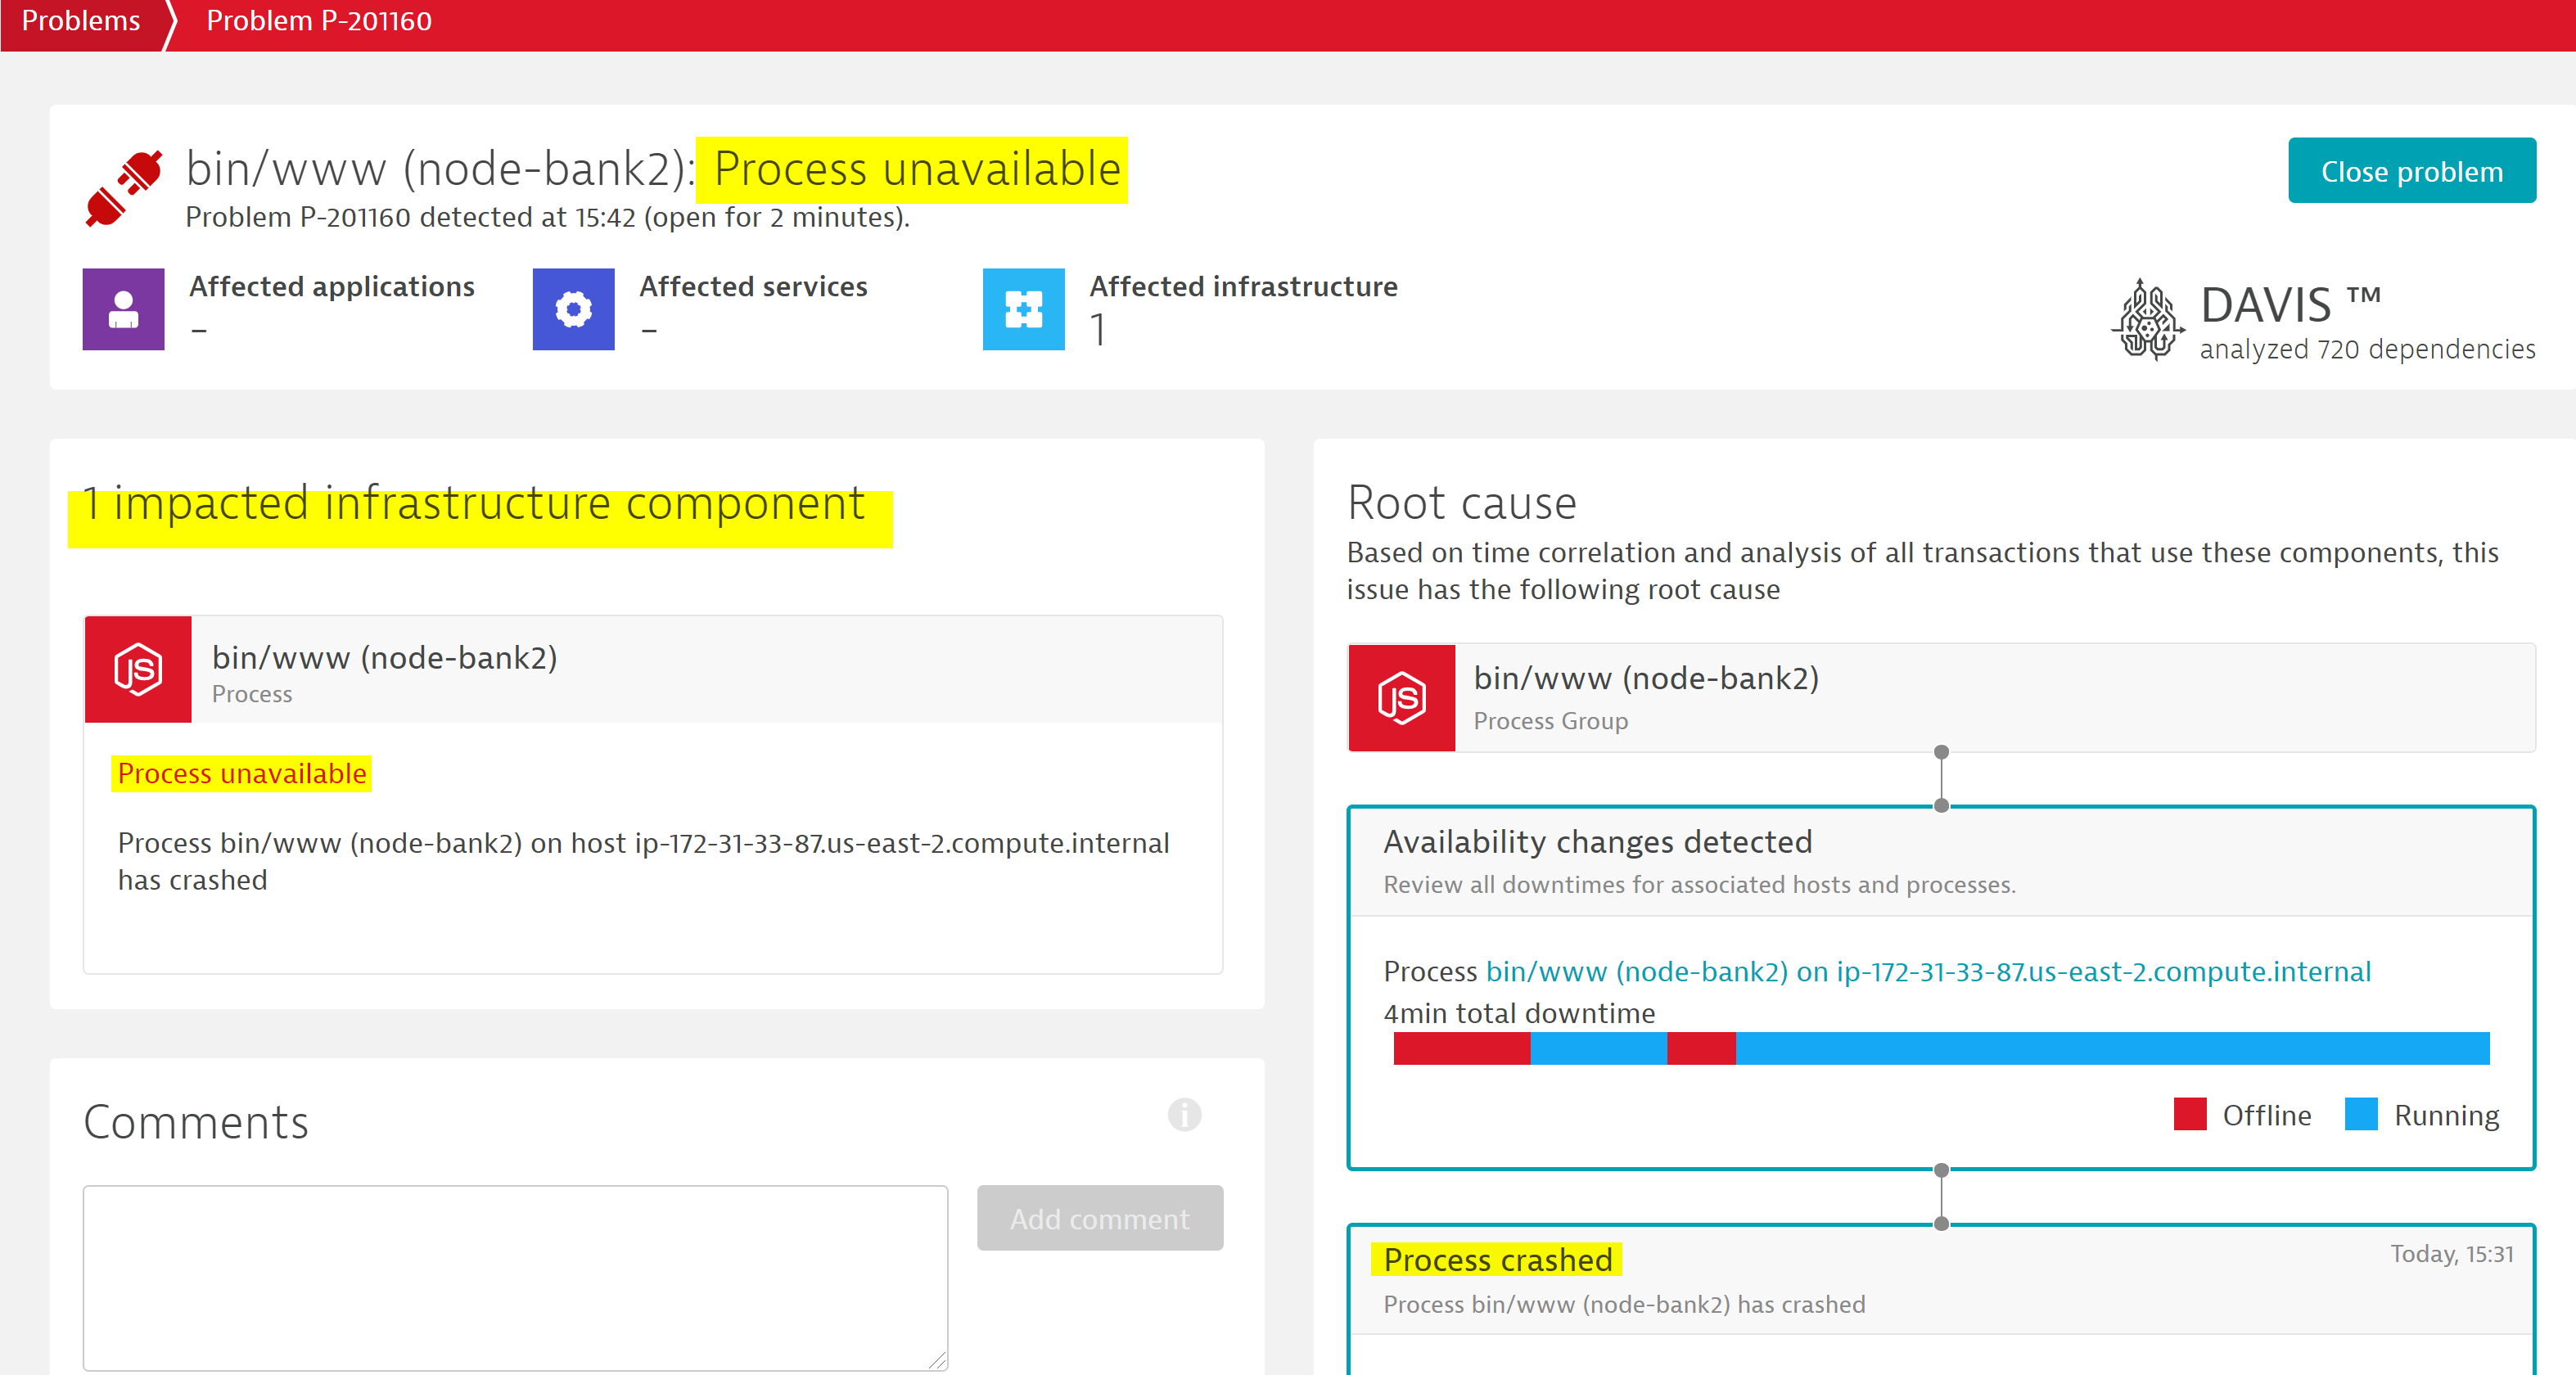 Problems
Problem P-201160
bin/www (node-bank2): Process unavailable
Problem P-201160 detected at 15:42 (open for 2 minutes).
Close problem
Affected applications
–
Affected services
–
Affected infrastructure
1
DAVIS ™
analyzed 720 dependencies
1 impacted infrastructure component
JS
bin/www (node-bank2)
Process
Process unavailable
Process bin/www (node-bank2) on host ip-172-31-33-87.us-east-2.compute.internal
has crashed
Comments
i
Add comment
Root cause
Based on time correlation and analysis of all transactions that use these components, this
issue has the following root cause
JS
bin/www (node-bank2)
Process Group
Availability changes detected
Review all downtimes for associated hosts and processes.
Process bin/www (node-bank2) on ip-172-31-33-87.us-east-2.compute.internal
4min total downtime
Offline
Running
Process crashed
Today, 15:31
Process bin/www (node-bank2) has crashed